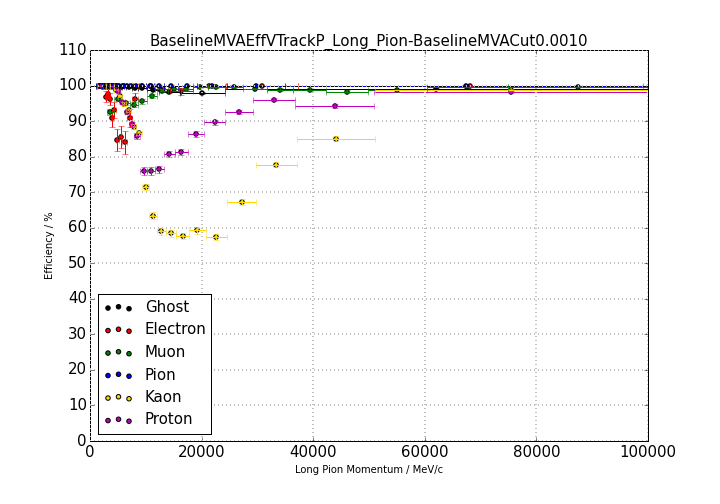 BaselineMVAEffVTrackP_Long_Pion-BaselineMVACut0.0010
110
100
90
80
70
60
50
40
30
20
10
0
Efficiency / %
Ghost
Electron
Muon
Pion
Kaon
Proton
0 20000 40000 60000 80000 100000
Long Pion Momentum / MeV/c